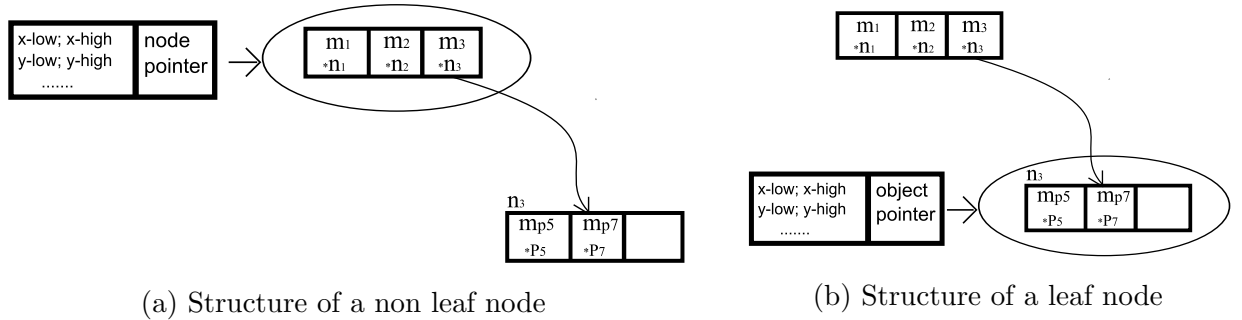 x-low; x-high
y-low; y-high
.......
node
pointer
m1 m2 m3
*n1 *n2 *n3
n3
mp5 mp7
*P5 *P7
(a) Structure of a non leaf node
m1 m2 m3
*n1 *n2 *n3
x-low; x-high
y-low; y-high
.......
object
pointer
n3
mp5 mp7
*P5 *P7
(b) Structure of a leaf node